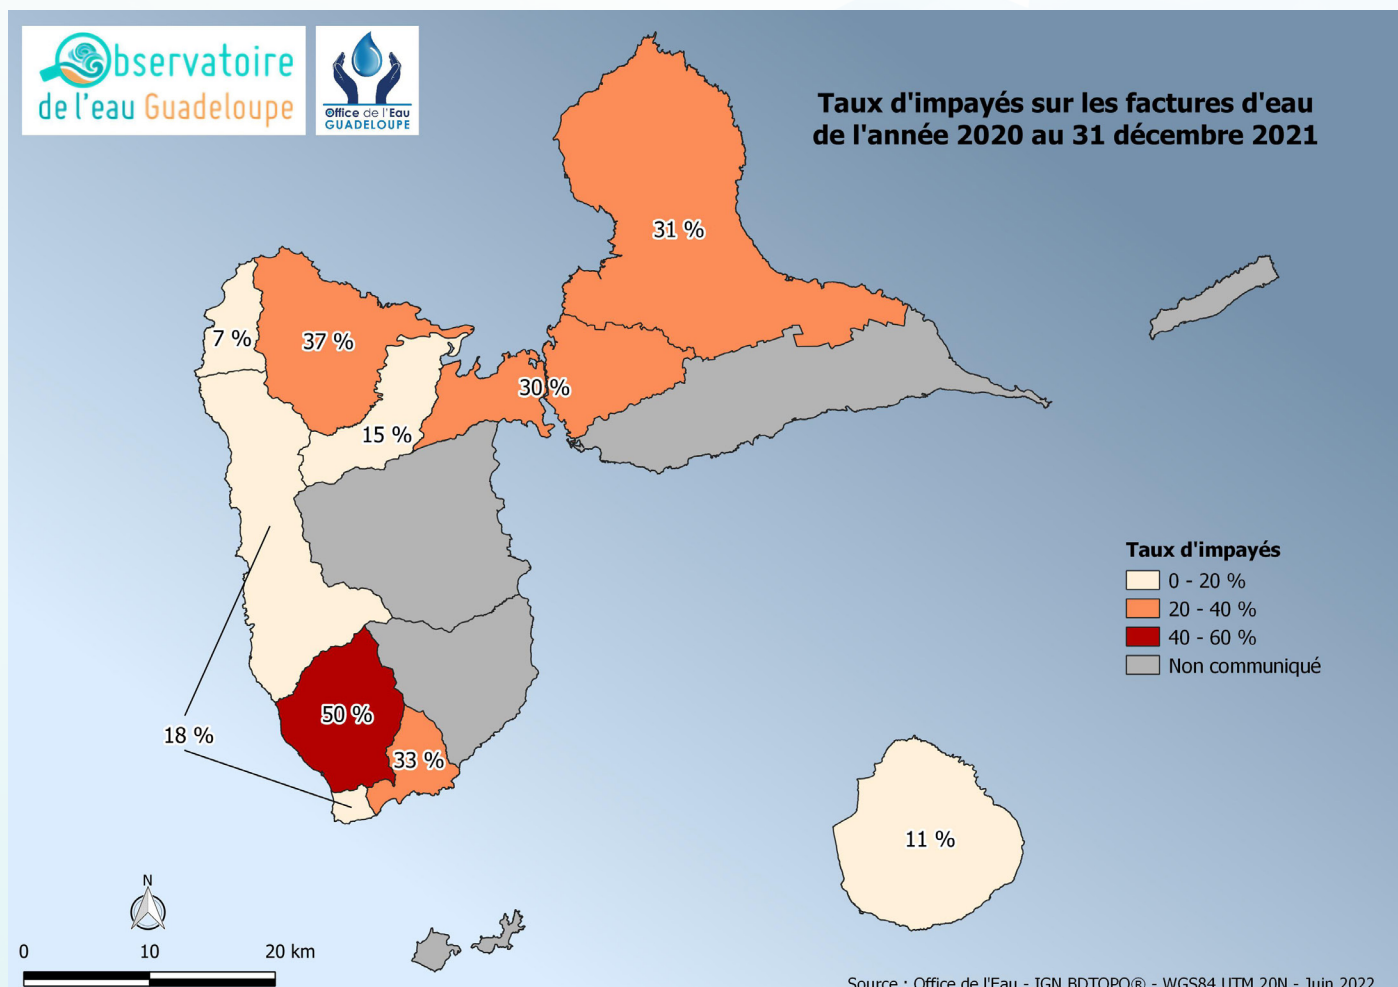 Observatoire
de l'eau Guadeloupe
Office de l'Eau
GUADELOUPE
Taux d'impayés sur les factures d'eau
de l'année 2020 au 31 décembre 2021
31 %
7 %
37 %
30 %
15 %
Taux d'impayés
0 - 20 %
20 - 40 %
40 - 60 %
Non communiqué
50 %
18 %
33 %
11 %
N
0 10 20 km
Source : Office de l'Eau - IGN BDTOPO® - WGS84 UTM 20N - Juin 2022